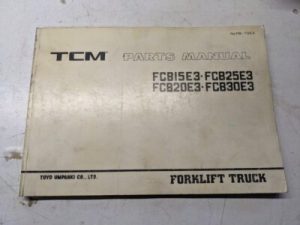 TCM PARTS MANUAL
FCB15E3·FCB25E3
FCB20E3·FCB30E3
TOYO UMPANKI CO., LTD. FORKLIFT TRUCK